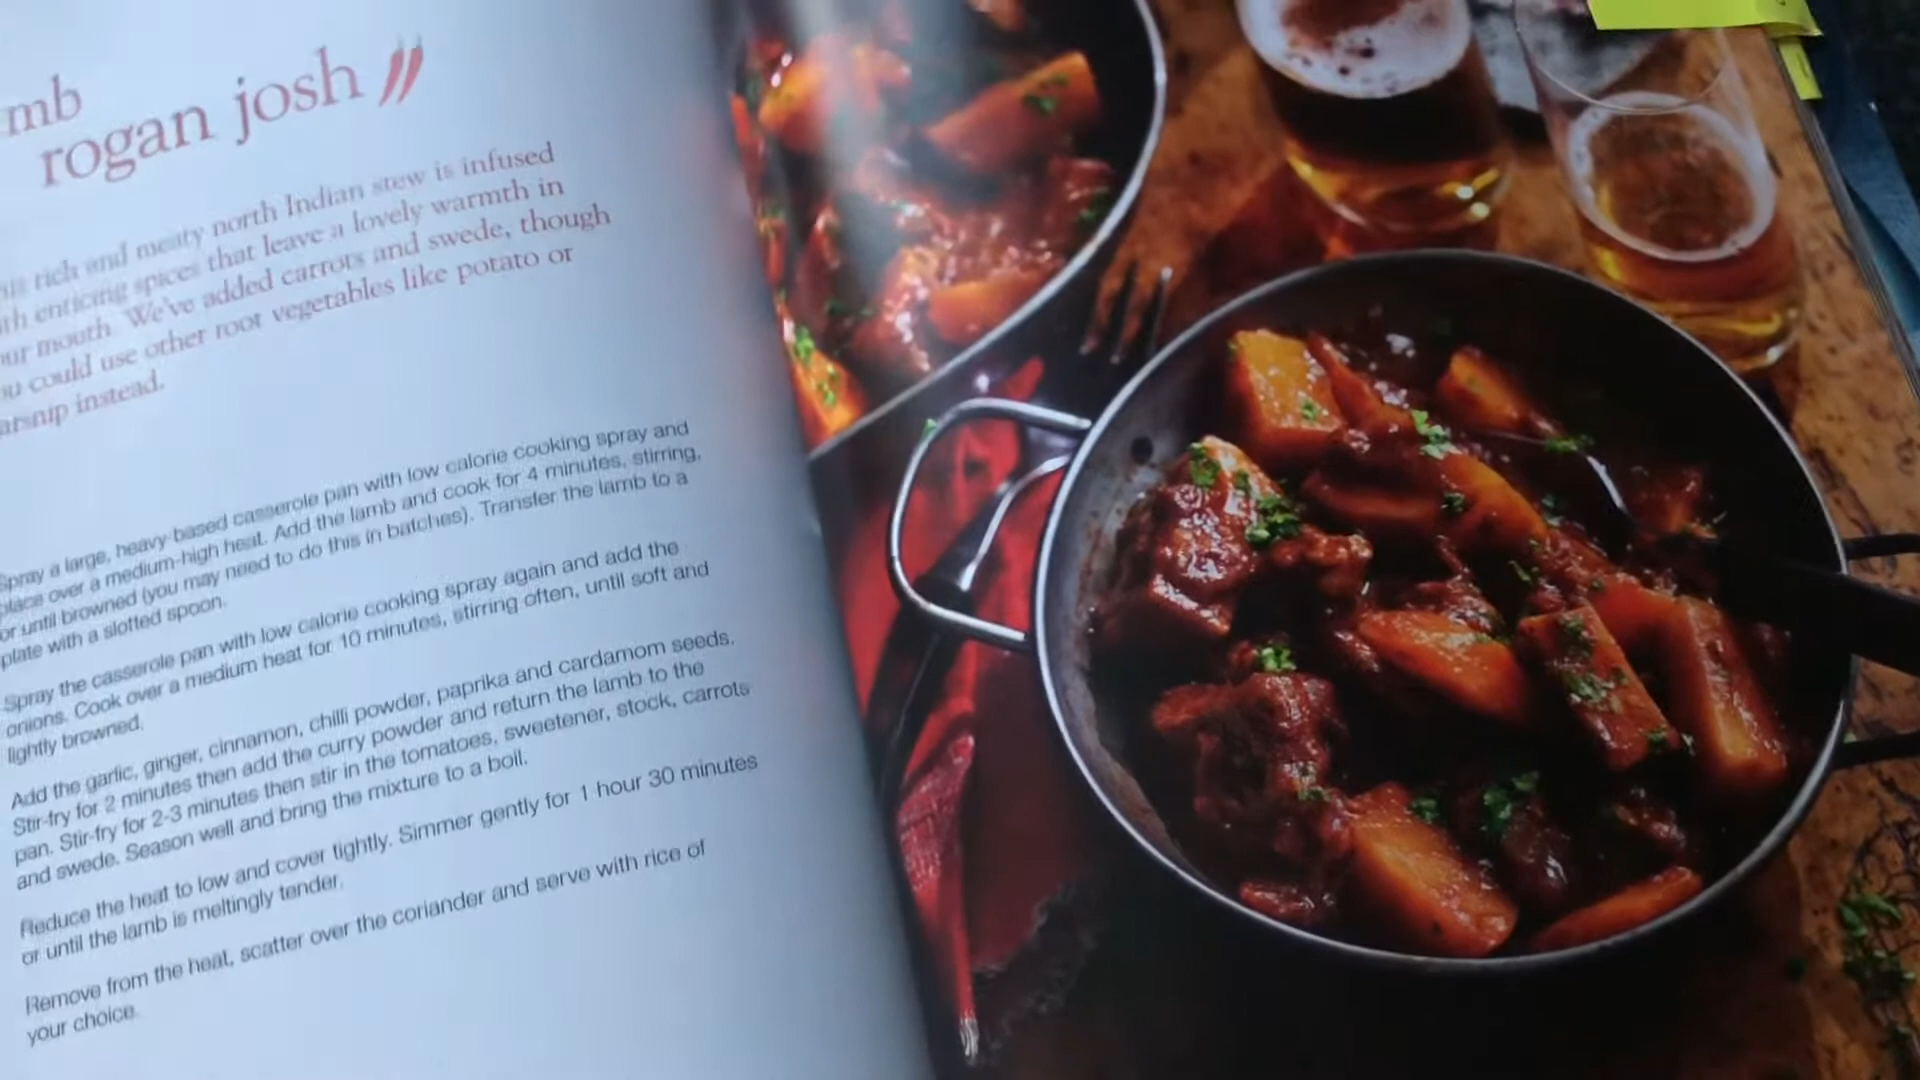 mb
rogan josh
rich and meaty north Indian stew is infused
enticing spices that leave a lovely warmth in
mouth. We've added carrots and swede, though
could use other root vegetables like potato or
arsnip instead.
Spray a large, heavy-based casserole pan with low calorie cooking spray and
place over a medium-high heat. Add the lamb and cook for 4 minutes, stirring,
or until browned (you may need to do this in batches). Transfer the lamb to a
plate with a slotted spoon.
Spray the casserole pan with low calorie cooking spray again and add the
onions. Cook over a medium heat for 10 minutes, stirring often, until soft and
lightly browned.
Add the garlic, ginger, cinnamon, chilli powder, paprika and cardamom seeds.
Stir-fry for 2 minutes then add the curry powder and return the lamb to the
pan. Stir-fry for 2-3 minutes then stir in the tomatoes, sweetener, stock, carrots
and swede. Season well and bring the mixture to a boil.
Reduce the heat to low and cover tightly. Simmer gently for 1 hour 30 minutes
or until the lamb is meltingly tender.
Remove from the heat, scatter over the coriander and serve with rice of
your choice.